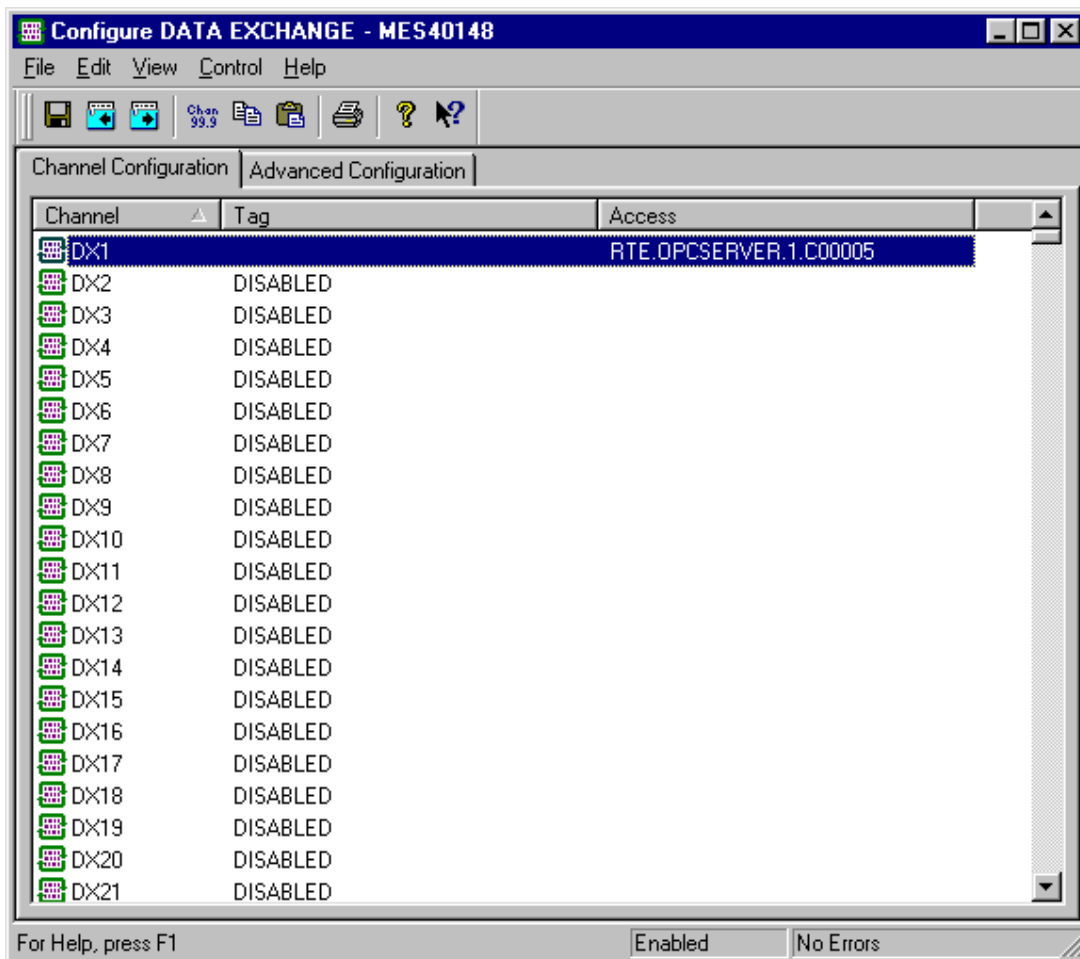 Configure DATA EXCHANGE - MES40148
File Edit View Control Help
Chan 99.9
Channel Configuration Advanced Configuration
Channel Tag Access
DX1 RTE.OPCSERVER.1.C00005
DX2 DISABLED
DX3 DISABLED
DX4 DISABLED
DX5 DISABLED
DX6 DISABLED
DX7 DISABLED
DX8 DISABLED
DX9 DISABLED
DX10 DISABLED
DX11 DISABLED
DX12 DISABLED
DX13 DISABLED
DX14 DISABLED
DX15 DISABLED
DX16 DISABLED
DX17 DISABLED
DX18 DISABLED
DX19 DISABLED
DX20 DISABLED
DX21 DISABLED
For Help, press F1 Enabled No Errors